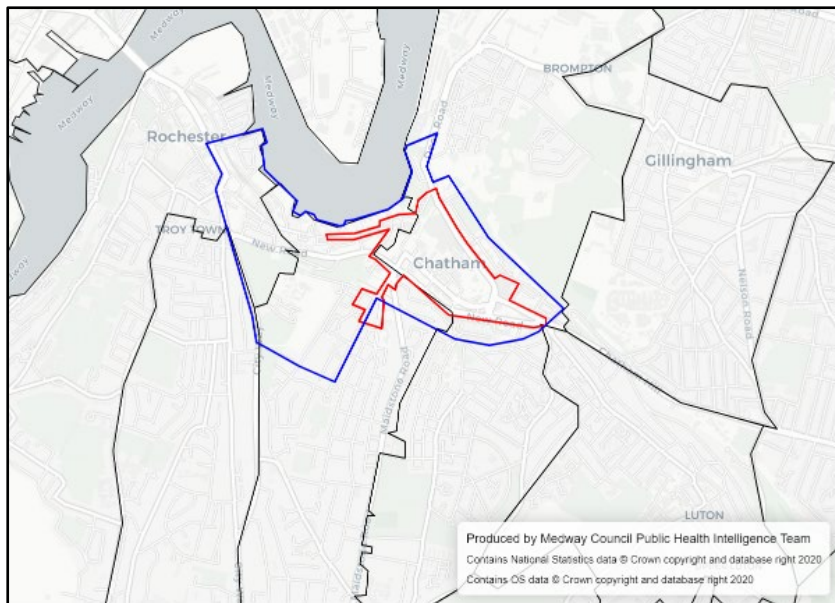 Medway
BROMPTON
Medway
Medway
Rochester
Gillingham
TROY TOWN
New Road
Chatham
Nelson Road
New Road
Maidstone Road
LUTON
Produced by Medway Council Public Health Intelligence Team
Contains National Statistics data © Crown copyright and database right 2020
Contains OS data © Crown copyright and database right 2020
Medway